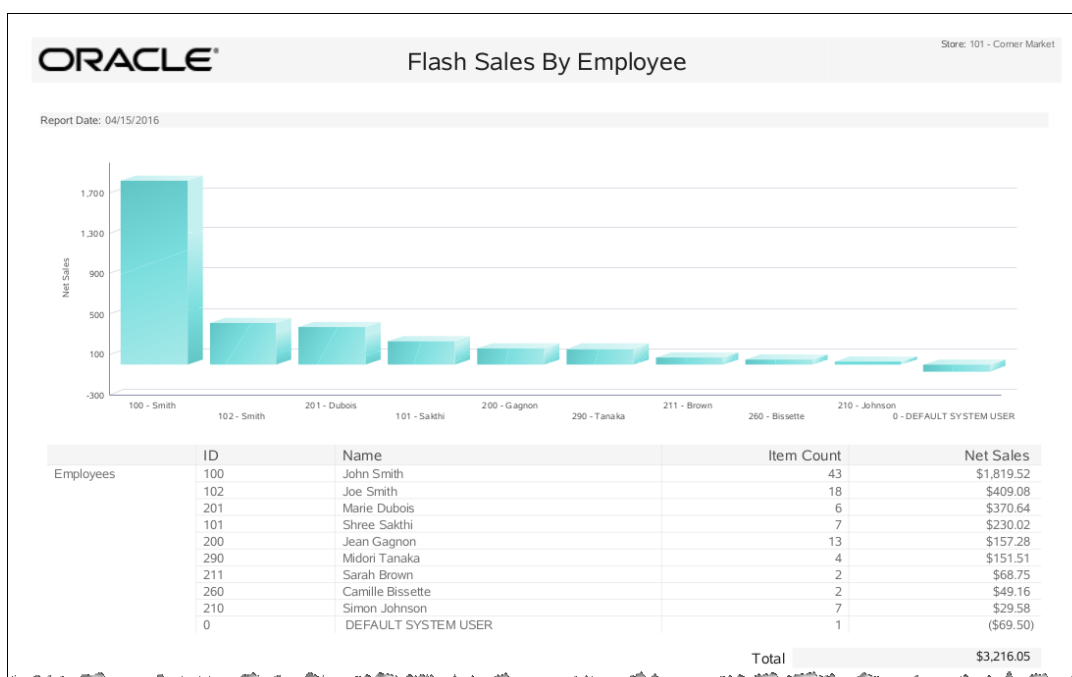 ORACLE®
Flash Sales By Employee
Store: 101 - Corner Market
Report Date: 04/15/2016
Net Sales
1,700
1,300
900
500
100
-300
100 - Smith
102 - Smith
201 - Dubois
101 - Sakthi
200 - Gagnon
290 - Tanaka
211 - Brown
260 - Bissette
210 - Johnson
0 - DEFAULT SYSTEM USER
ID Name Item Count Net Sales
Employees 100 John Smith 43 $1,819.52
102 Joe Smith 18 $409.08
201 Marie Dubois 6 $370.64
101 Shree Sakthi 7 $230.02
200 Jean Gagnon 13 $157.28
290 Midori Tanaka 4 $151.51
211 Sarah Brown 2 $68.75
260 Camille Bissette 2 $49.16
210 Simon Johnson 7 $29.58
0 DEFAULT SYSTEM USER 1 ($69.50)
Total $3,216.05